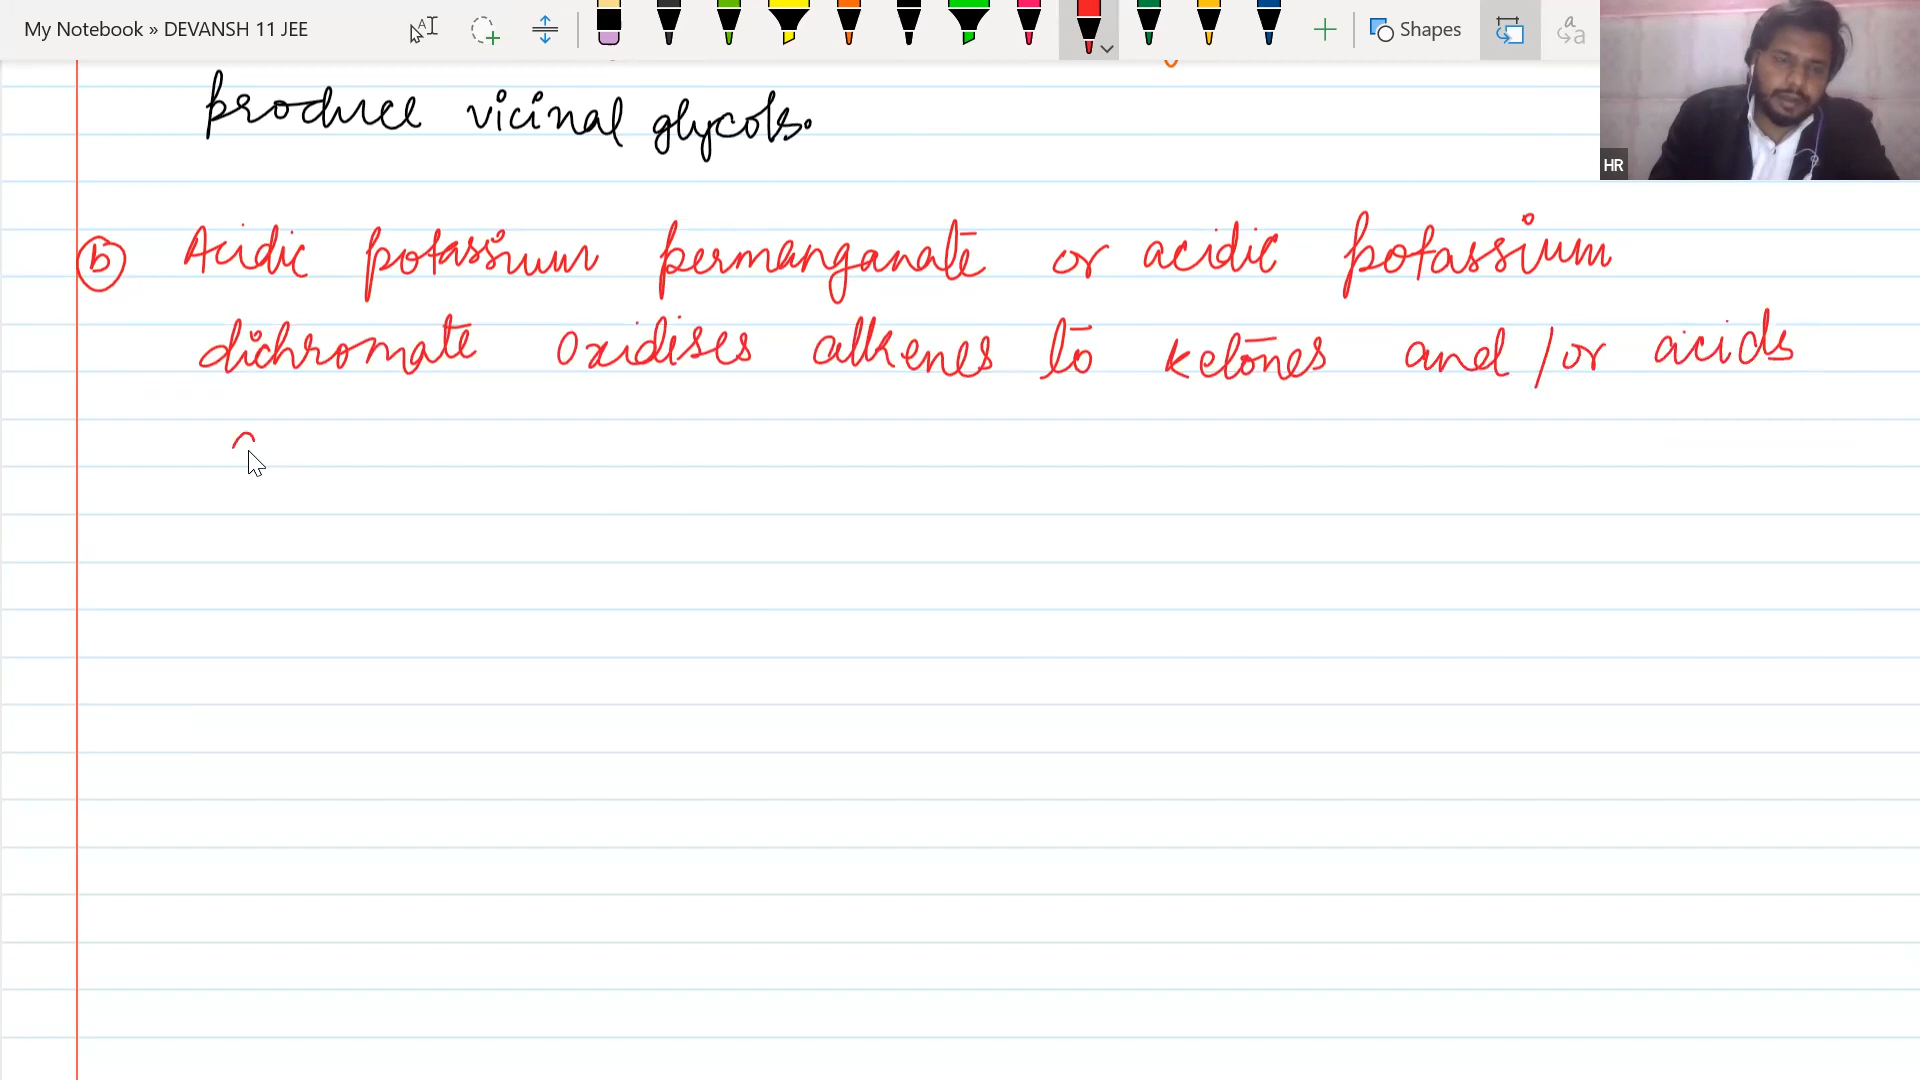 My Notebook » DEVANSH 11 JEE
Shapes
HR
produce vicinal glycols.
(b) Acidic potassium permanganate or acidic potassium
dichromate oxidises alkenes to ketones and/or acids